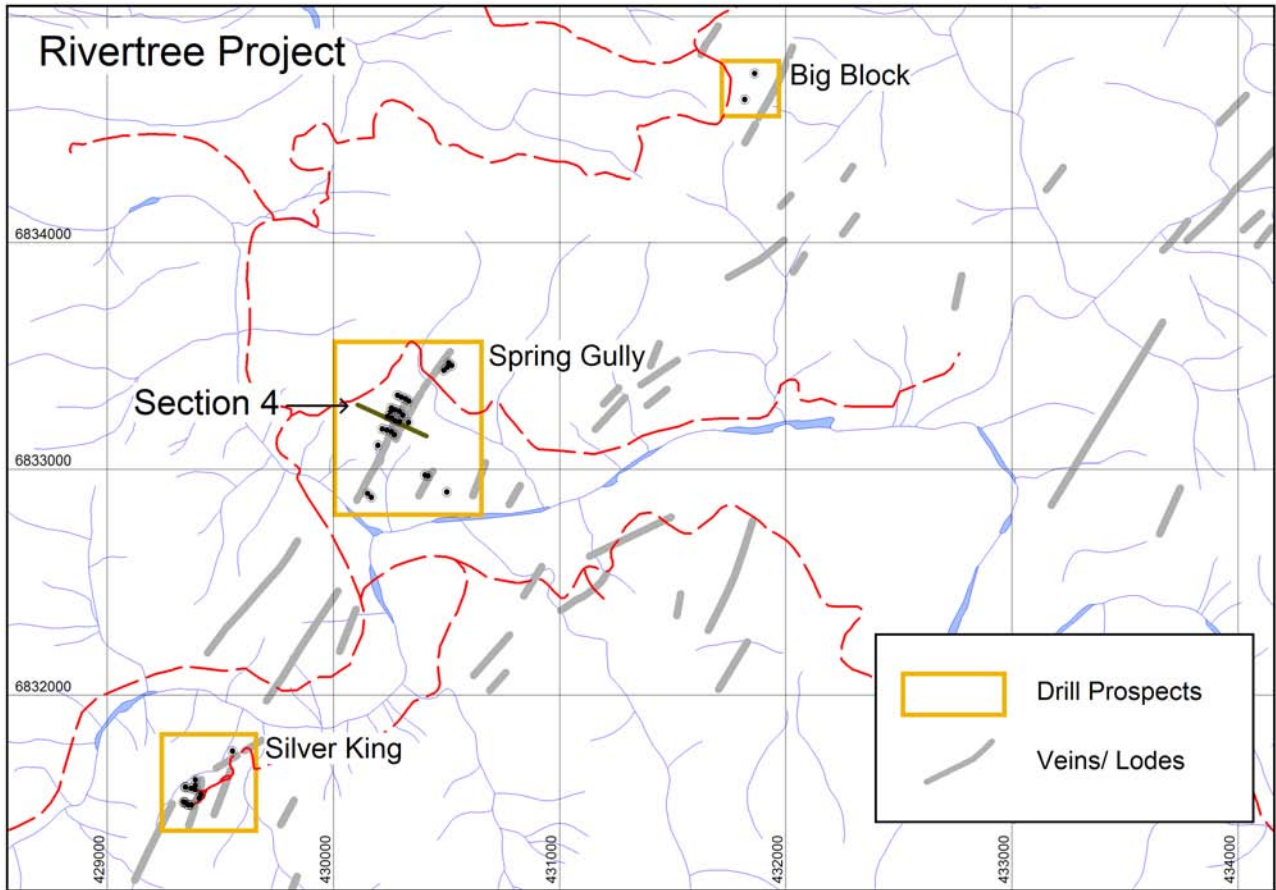 Rivertree Project
Big Block
6834000
Spring Gully
Section 4
6833000
6832000
Silver King
Drill Prospects
Veins/ Lodes
429000
430000
431000
432000
433000
434000